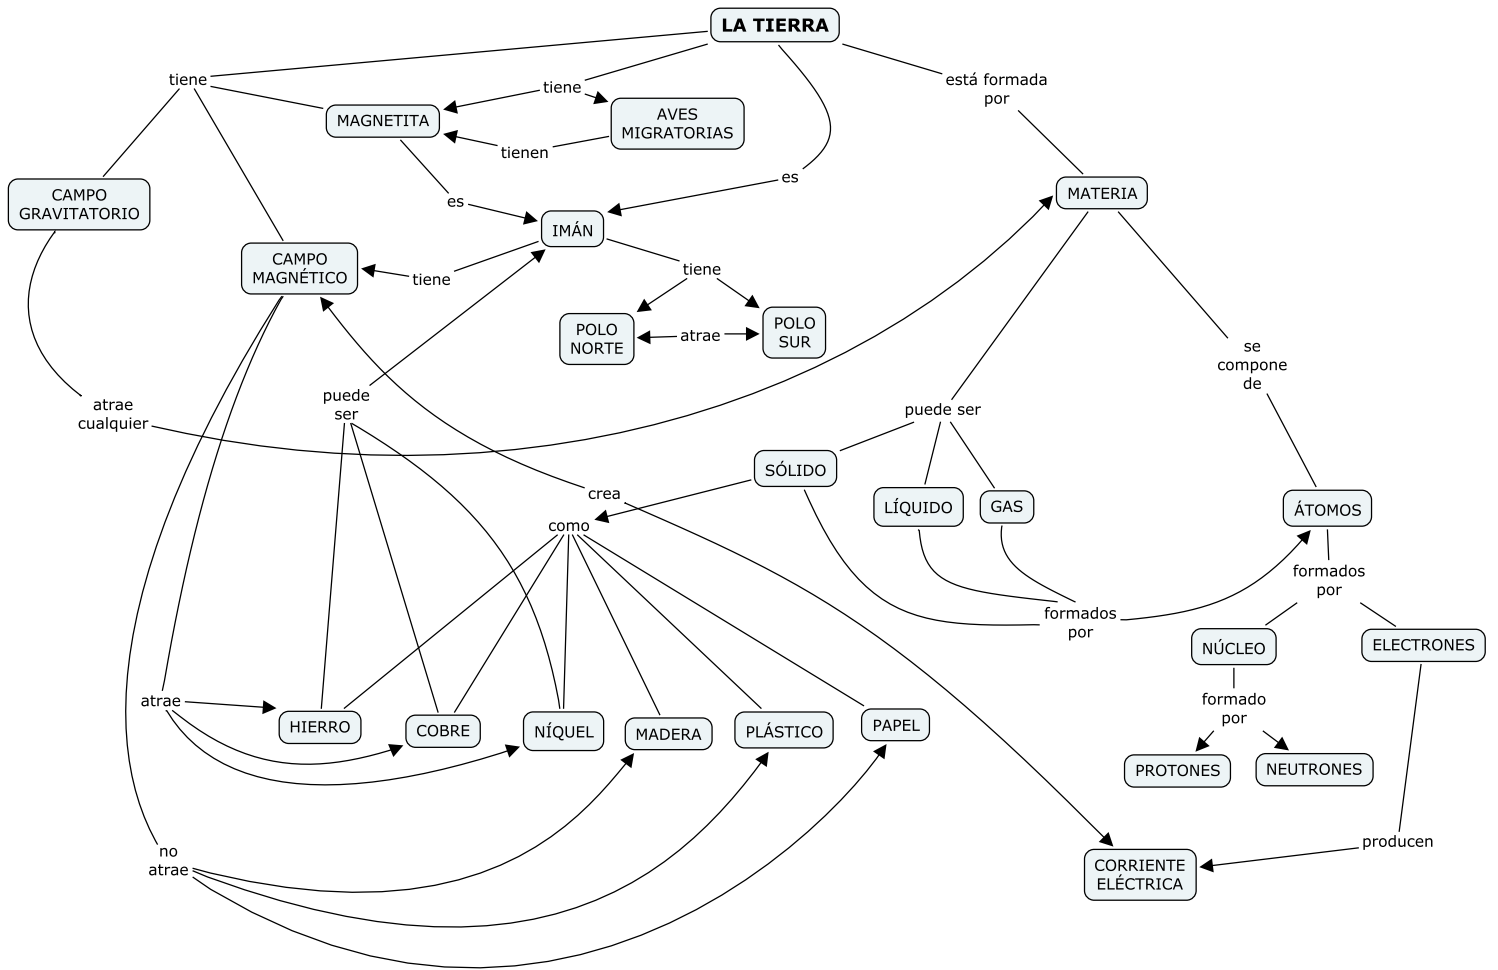 LA TIERRA
tiene
tiene
está formada
por
MAGNETITA
AVES
MIGRATORIAS
tienen
es
CAMPO
GRAVITATORIO
MATERIA
es
IMÁN
CAMPO
MAGNÉTICO
tiene
tiene
POLO
NORTE
atrae
POLO
SUR
se
compone
de
puede
ser
atrae
cualquier
puede ser
SÓLIDO
crea
LÍQUIDO
GAS
ÁTOMOS
como
formados
por
formados
por
NÚCLEO
ELECTRONES
atrae
formado
por
HIERRO
COBRE
NÍQUEL
MADERA
PLÁSTICO
PAPEL
PROTONES
NEUTRONES
no
atrae
producen
CORRIENTE
ELÉCTRICA